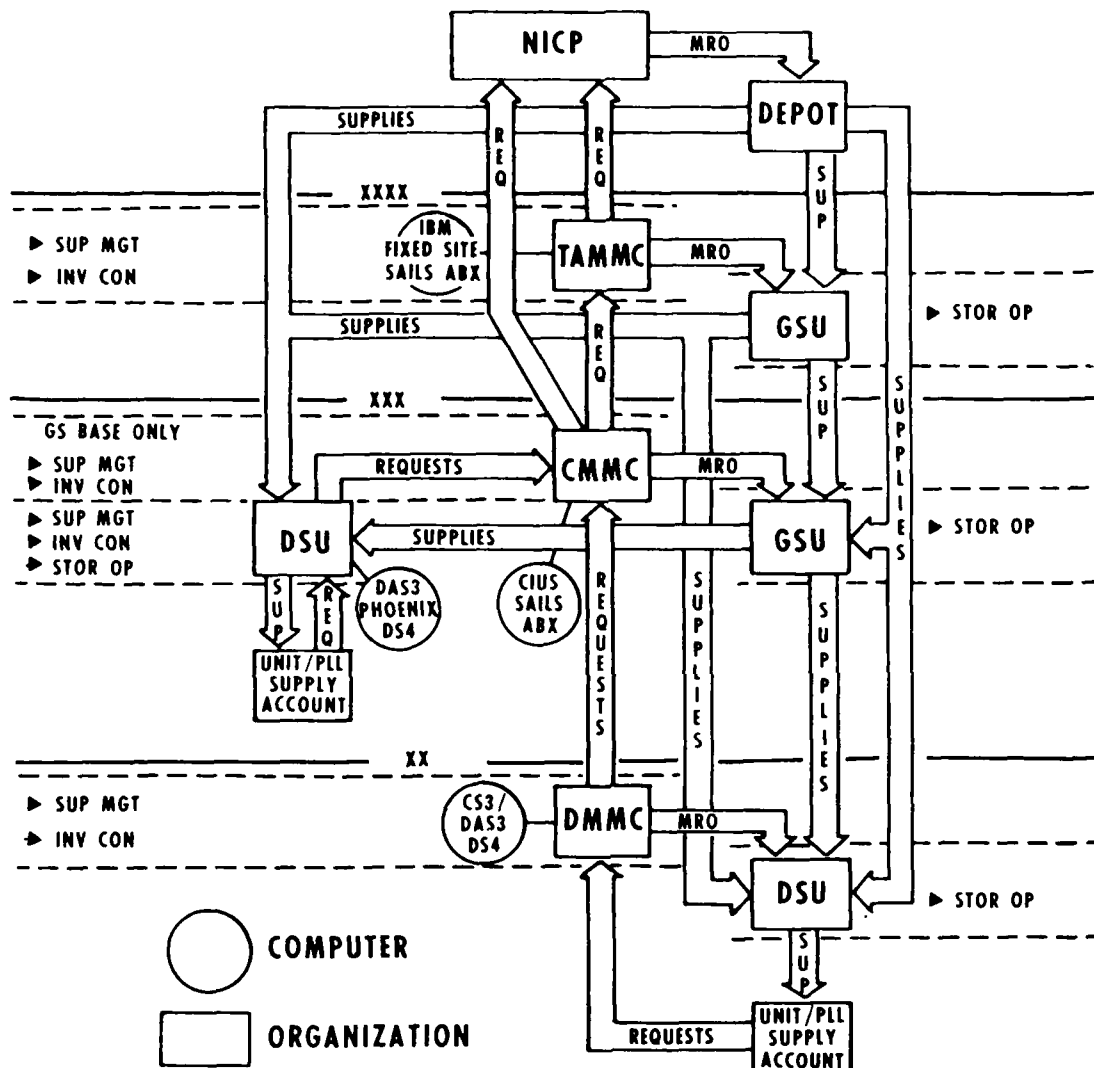 NICP
MRO
DEPOT
SUPPLIES
REQ
REQ
SUP
SUPPLIES
XXXX
SUP MGT
INV CON
IBM
FIXED SITE
SAILS ABX
TAMMC
MRO
GSU
STOR OP
SUPPLIES
REQ
SUP
XXX
GS BASE ONLY
SUP MGT
INV CON
REQUESTS
CMMC
MRO
SUP MGT
INV CON
STOR OP
DSU
SUPPLIES
GSU
STOR OP
SUP
REQ
DAS3
PHOENIX
DS4
CIUS
SAILS
ABX
REQUESTS
SUPPLIES
SUPPLIES
UNIT/PLL
SUPPLY
ACCOUNT
XX
SUP MGT
INV CON
CS3/
DAS3
DS4
DMMC
MRO
DSU
STOR OP
SUP
COMPUTER
ORGANIZATION
REQUESTS
UNIT/PLL
SUPPLY
ACCOUNT